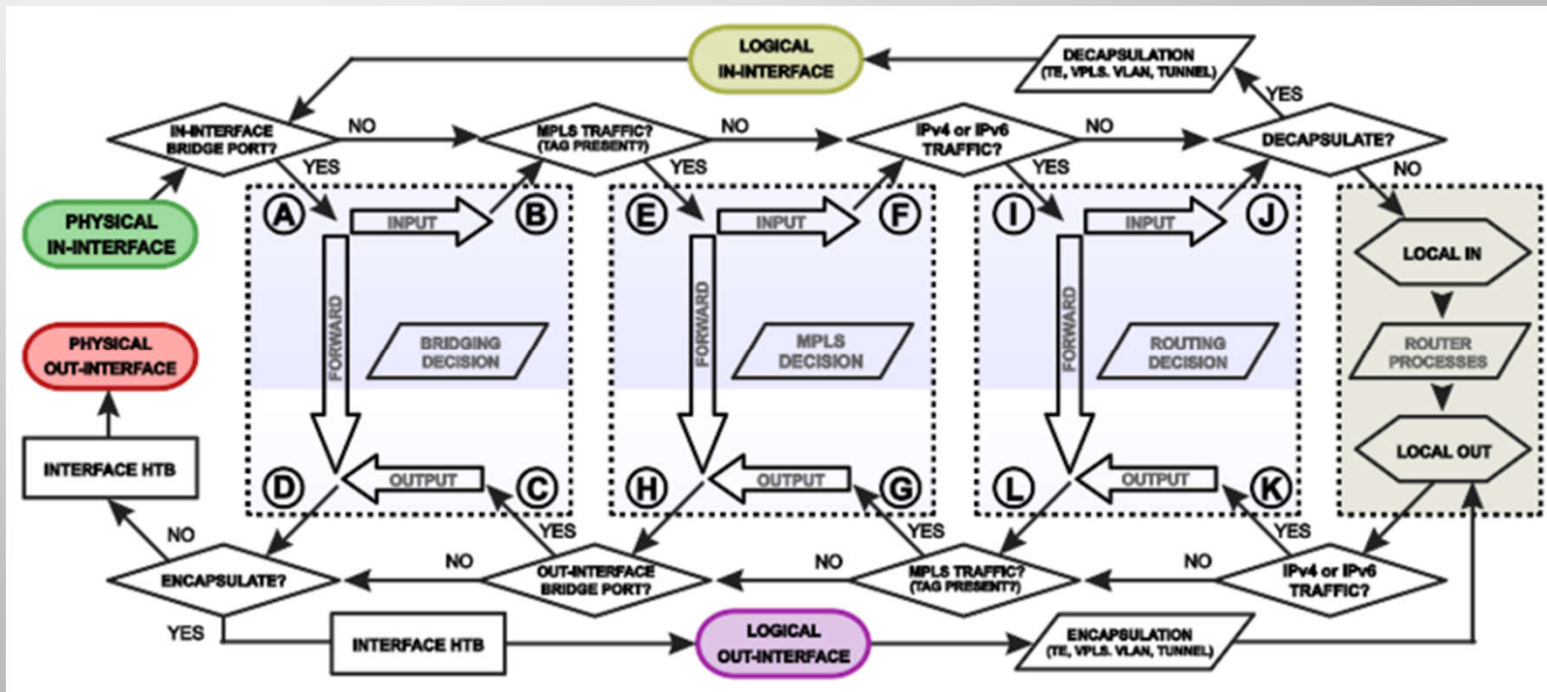 LOGICAL
IN-INTERFACE
DECAPSULATION
(TE, VPLS. VLAN, TUNNEL)
YES
IN-INTERFACE
BRIDGE PORT?
NO
MPLS TRAFFIC?
(TAG PRESENT?)
NO
IPv4 or IPv6
TRAFFIC?
NO
DECAPSULATE?
YES
YES
YES
NO
PHYSICAL
IN-INTERFACE
A
INPUT
B
E
INPUT
F
I
INPUT
J
LOCAL IN
FORWARD
FORWARD
FORWARD
PHYSICAL
OUT-INTERFACE
BRIDGING
DECISION
MPLS
DECISION
ROUTING
DECISION
ROUTER
PROCESSES
INTERFACE HTB
D
OUTPUT
C
H
OUTPUT
G
L
OUTPUT
K
LOCAL OUT
NO
YES
YES
YES
ENCAPSULATE?
NO
OUT-INTERFACE
BRIDGE PORT?
NO
MPLS TRAFFIC?
(TAG PRESENT?)
NO
IPv4 or IPv6
TRAFFIC?
YES
INTERFACE HTB
LOGICAL
OUT-INTERFACE
ENCAPSULATION
(TE, VPLS. VLAN, TUNNEL)